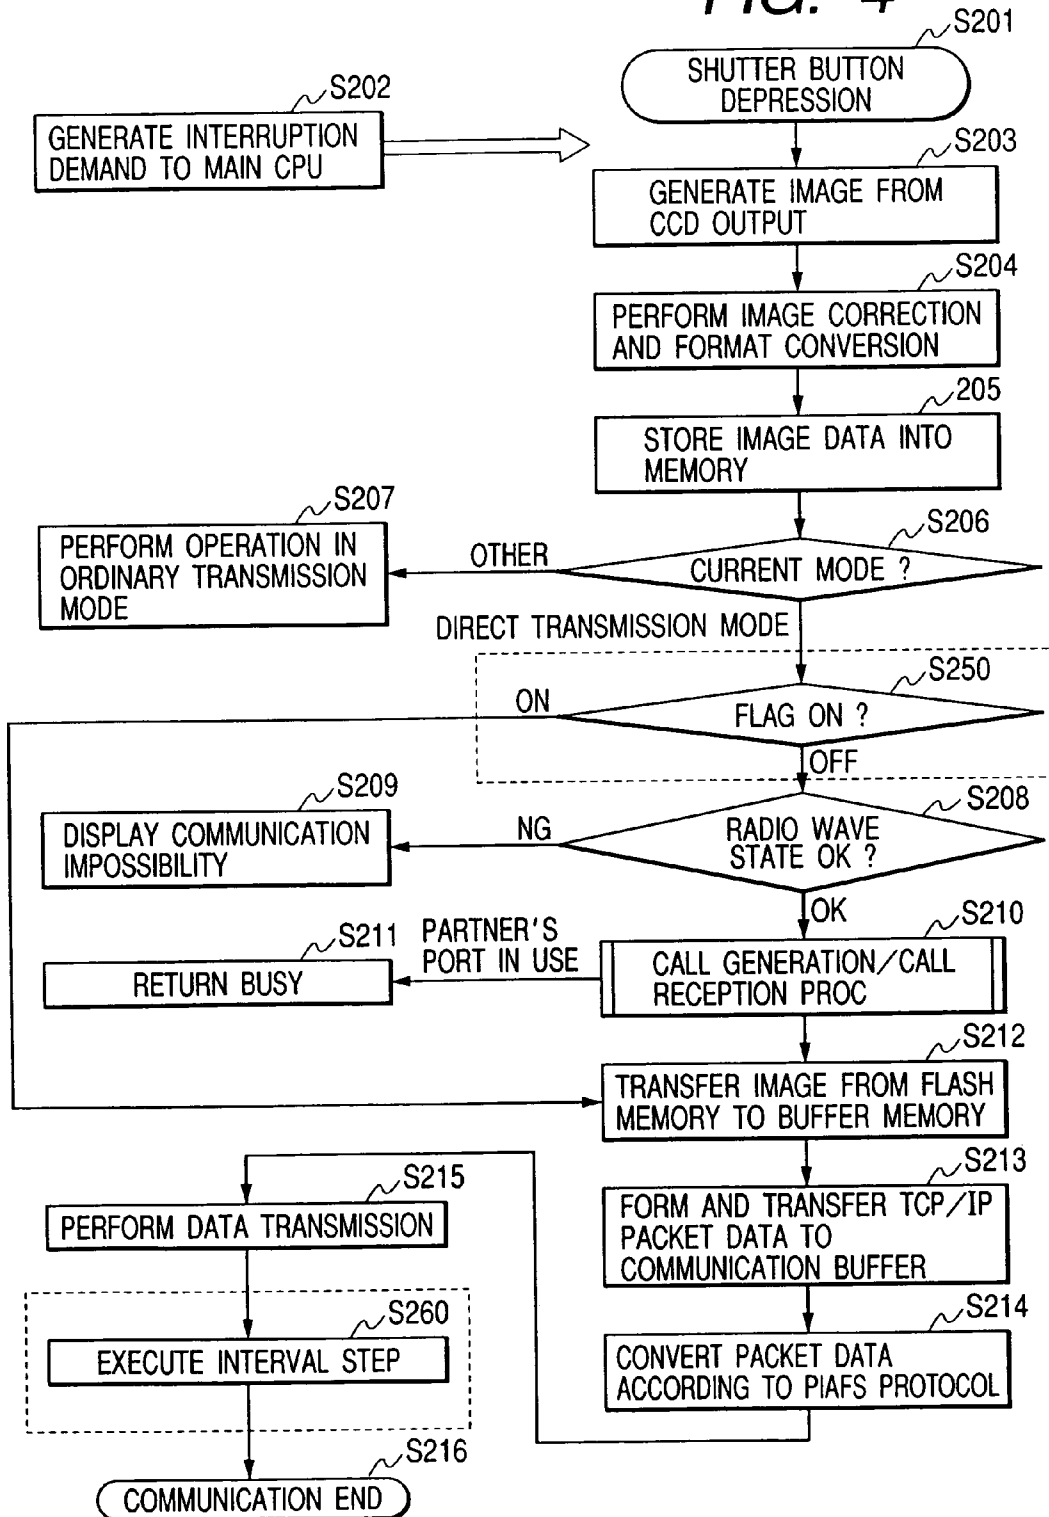 FIG. 4
S201
SHUTTER BUTTON
DEPRESSION
S202
GENERATE INTERRUPTION
DEMAND TO MAIN CPU
S203
GENERATE IMAGE FROM
CCD OUTPUT
S204
PERFORM IMAGE CORRECTION
AND FORMAT CONVERSION
205
STORE IMAGE DATA INTO
MEMORY
S206
CURRENT MODE ?
OTHER
S207
PERFORM OPERATION IN
ORDINARY TRANSMISSION
MODE
DIRECT TRANSMISSION MODE
S250
FLAG ON ?
ON
OFF
S208
RADIO WAVE
STATE OK ?
NG
S209
DISPLAY COMMUNICATION
IMPOSSIBILITY
OK
S210
CALL GENERATION/CALL
RECEPTION PROC
PARTNER'S
PORT IN USE
S211
RETURN BUSY
S212
TRANSFER IMAGE FROM FLASH
MEMORY TO BUFFER MEMORY
S213
FORM AND TRANSFER TCP/IP
PACKET DATA TO
COMMUNICATION BUFFER
S214
CONVERT PACKET DATA
ACCORDING TO PIAFS PROTOCOL
S215
PERFORM DATA TRANSMISSION
S260
EXECUTE INTERVAL STEP
S216
COMMUNICATION END